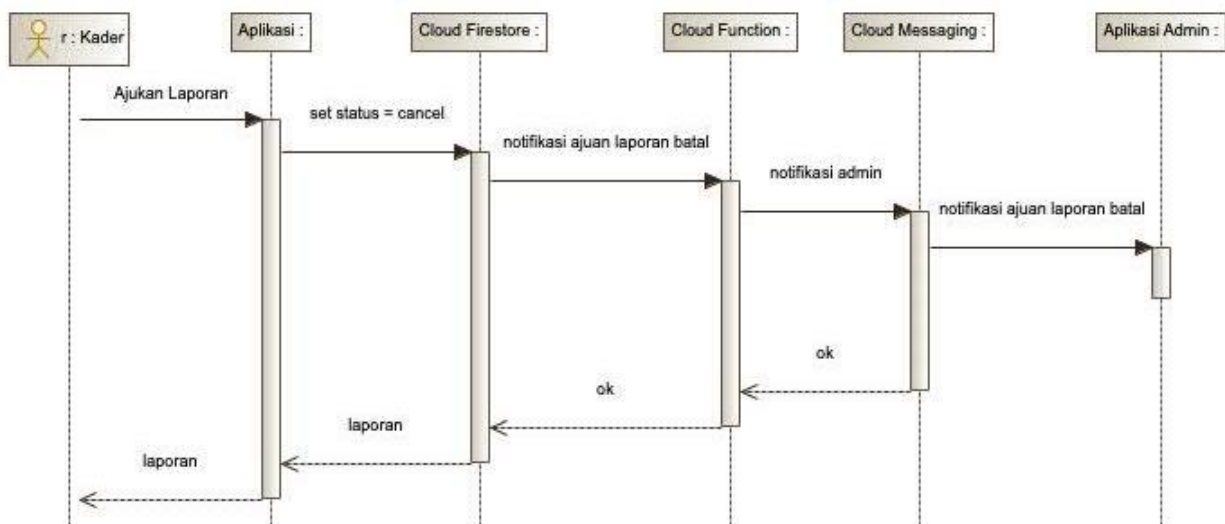 r : Kader
Aplikasi :
Cloud Firestore :
Cloud Function :
Cloud Messaging :
Aplikasi Admin :
Ajukan Laporan
set status = cancel
notifikasi ajuan laporan batal
notifikasi admin
notifikasi ajuan laporan batal
ok
ok
laporan
laporan